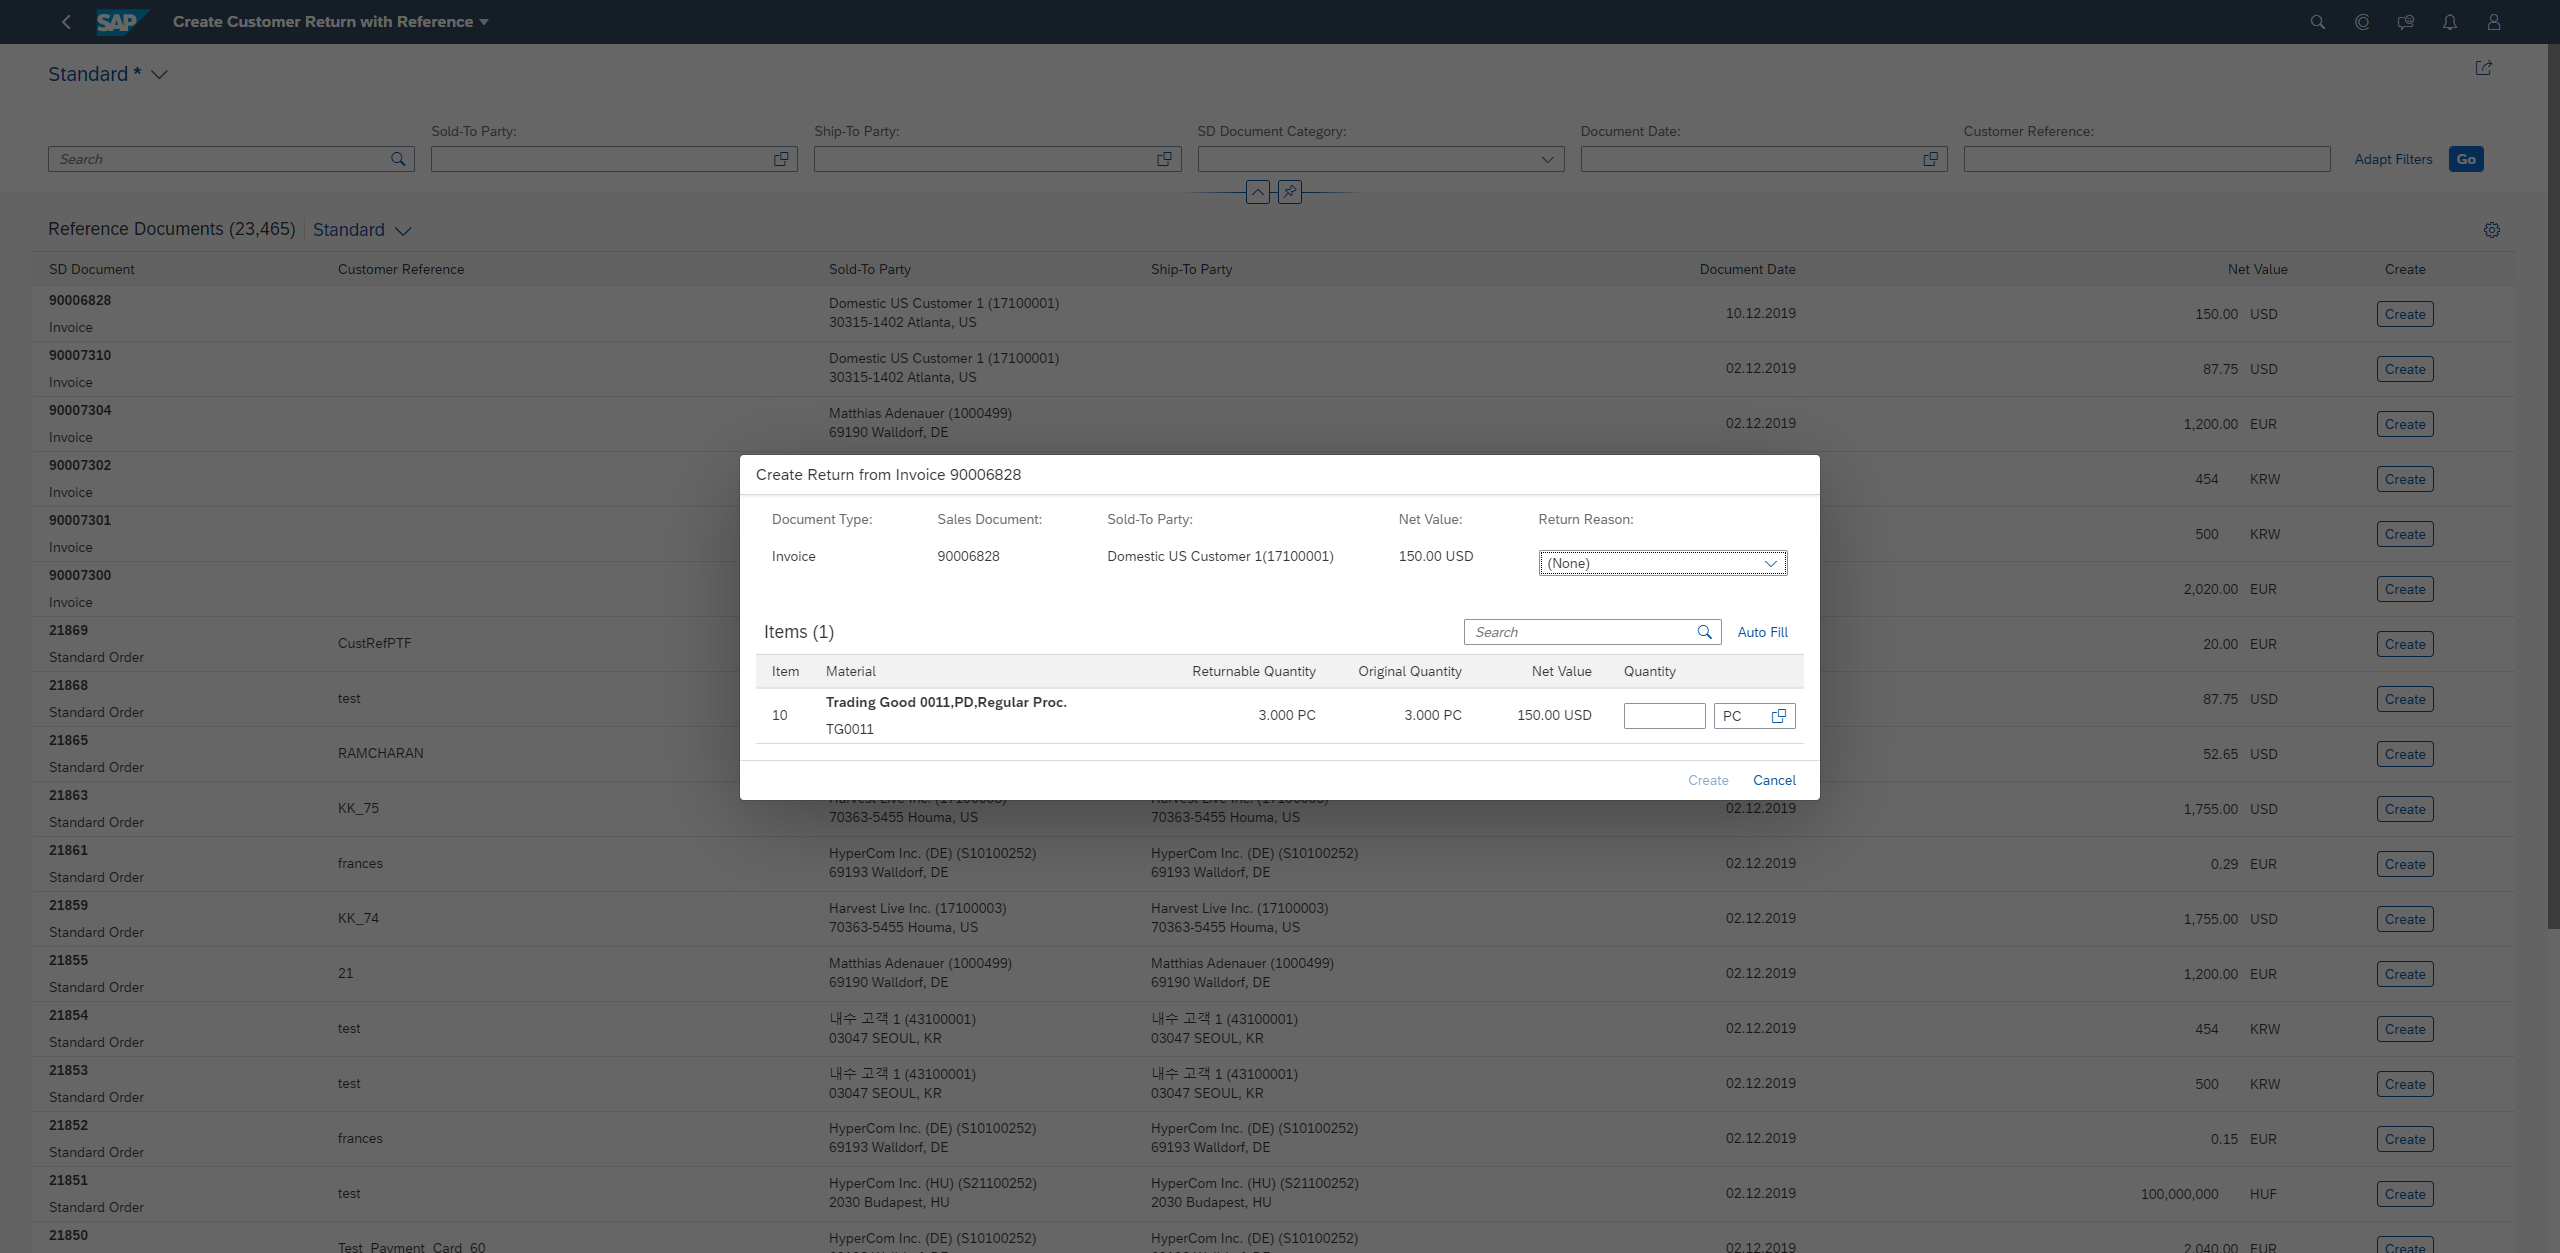 SAP Create Customer Return with Reference
Standard *
Sold-To Party: Ship-To Party: SD Document Category: Document Date: Customer Reference:
Search Adapt Filters Go
Reference Documents (23,465) Standard
SD Document Customer Reference Sold-To Party Ship-To Party Document Date Net Value Create
90006828
Invoice
Domestic US Customer 1 (17100001)
30315-1402 Atlanta, US
10.12.2019
150.00 USD
Create
90007310
Invoice
Domestic US Customer 1 (17100001)
30315-1402 Atlanta, US
02.12.2019
87.75 USD
Create
90007304
Invoice
Matthias Adenauer (1000499)
69190 Walldorf, DE
02.12.2019
1,200.00 EUR
Create
90007302
Invoice
454 KRW
Create
90007301
Invoice
500 KRW
Create
90007300
Invoice
2,020.00 EUR
Create
21869
Standard Order
CustRefPTF
20.00 EUR
Create
21868
Standard Order
test
87.75 USD
Create
21865
Standard Order
RAMCHARAN
52.65 USD
Create
Create Return from Invoice 90006828
Document Type: Sales Document: Sold-To Party: Net Value: Return Reason:
Invoice 90006828 Domestic US Customer 1(17100001) 150.00 USD (None)
Items (1) Search Auto Fill
Item Material Returnable Quantity Original Quantity Net Value Quantity
10
Trading Good 0011,PD,Regular Proc.
TG0011
3.000 PC 3.000 PC 150.00 USD PC
Create Cancel
21863
Standard Order
KK_75
Harvest Live Inc. (17100003)
70363-5455 Houma, US
Harvest Live Inc. (17100003)
70363-5455 Houma, US
02.12.2019
1,755.00 USD
Create
21861
Standard Order
frances
HyperCom Inc. (DE) (S10100252)
69193 Walldorf, DE
HyperCom Inc. (DE) (S10100252)
69193 Walldorf, DE
02.12.2019
0.29 EUR
Create
21859
Standard Order
KK_74
Harvest Live Inc. (17100003)
70363-5455 Houma, US
Harvest Live Inc. (17100003)
70363-5455 Houma, US
02.12.2019
1,755.00 USD
Create
21855
Standard Order
21
Matthias Adenauer (1000499)
69190 Walldorf, DE
Matthias Adenauer (1000499)
69190 Walldorf, DE
02.12.2019
1,200.00 EUR
Create
21854
Standard Order
test
내수 고객 1 (43100001)
03047 SEOUL, KR
내수 고객 1 (43100001)
03047 SEOUL, KR
02.12.2019
454 KRW
Create
21853
Standard Order
test
내수 고객 1 (43100001)
03047 SEOUL, KR
내수 고객 1 (43100001)
03047 SEOUL, KR
02.12.2019
500 KRW
Create
21852
Standard Order
frances
HyperCom Inc. (DE) (S10100252)
69193 Walldorf, DE
HyperCom Inc. (DE) (S10100252)
69193 Walldorf, DE
02.12.2019
0.15 EUR
Create
21851
Standard Order
test
HyperCom Inc. (HU) (S21100252)
2030 Budapest, HU
HyperCom Inc. (HU) (S21100252)
2030 Budapest, HU
02.12.2019
100,000,000 HUF
Create
21850
Test_Payment_Card_60
HyperCom Inc. (DE) (S10100252)
HyperCom Inc. (DE) (S10100252)
02.12.2019
2,040.00 EUR
Create